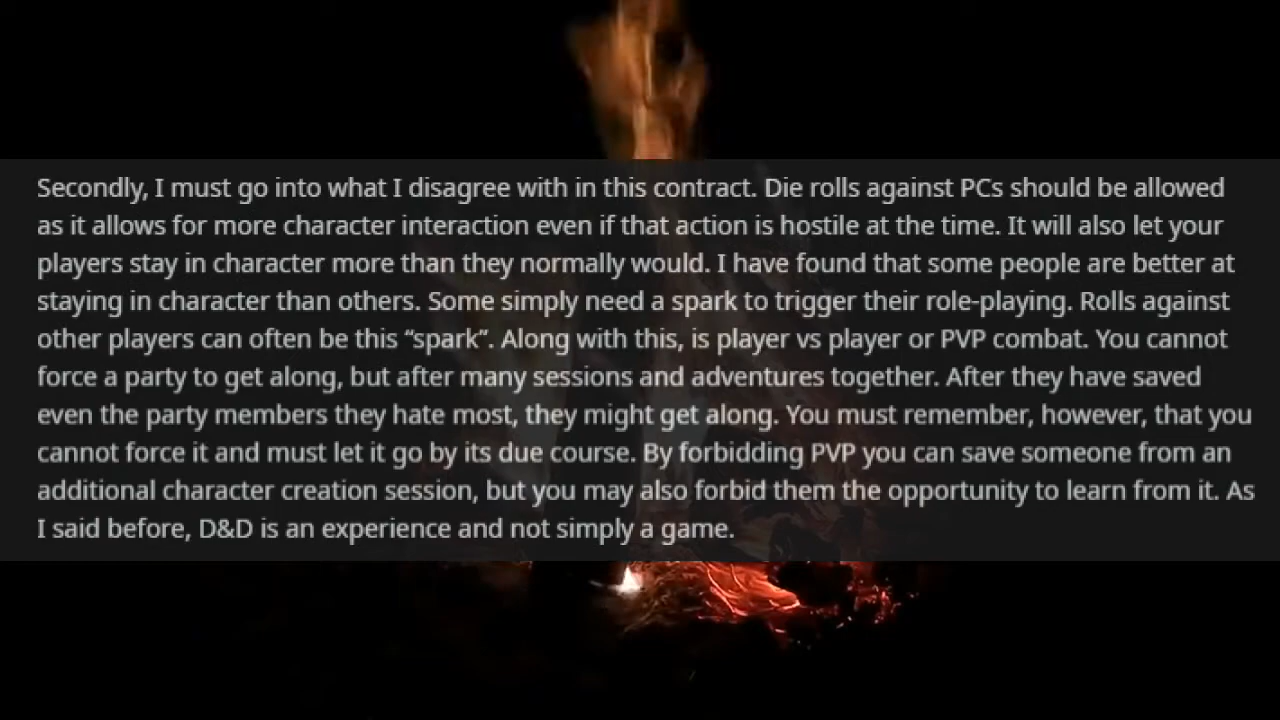 Secondly, I must go into what I disagree with in this contract. Die rolls against PCs should be allowed
as it allows for more character interaction even if that action is hostile at the time. It will also let your
players stay in character more than they normally would. I have found that some people are better at
staying in character than others. Some simply need a spark to trigger their role-playing. Rolls against
other players can often be this “spark”. Along with this, is player vs player or PVP combat. You cannot
force a party to get along, but after many sessions and adventures together. After they have saved
even the party members they hate most, they might get along. You must remember, however, that you
cannot force it and must let it go by its due course. By forbidding PVP you can save someone from an
additional character creation session, but you may also forbid them the opportunity to learn from it. As
I said before, D&D is an experience and not simply a game.